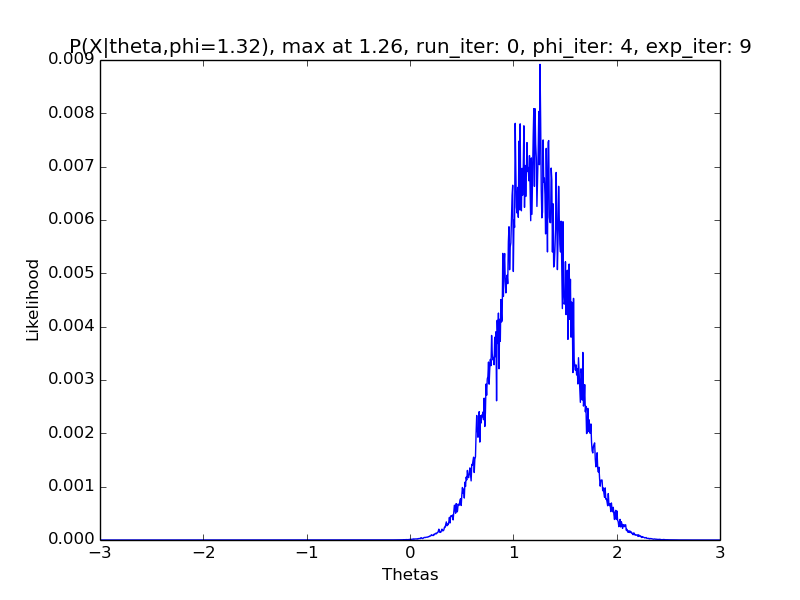 P(X|theta,phi=1.32), max at 1.26, run_iter: 0, phi_iter: 4, exp_iter: 9
0.009
0.008
0.007
0.006
0.005
0.004
0.003
0.002
0.001
0.000
Likelihood
−3 −2 −1 0 1 2 3
Thetas